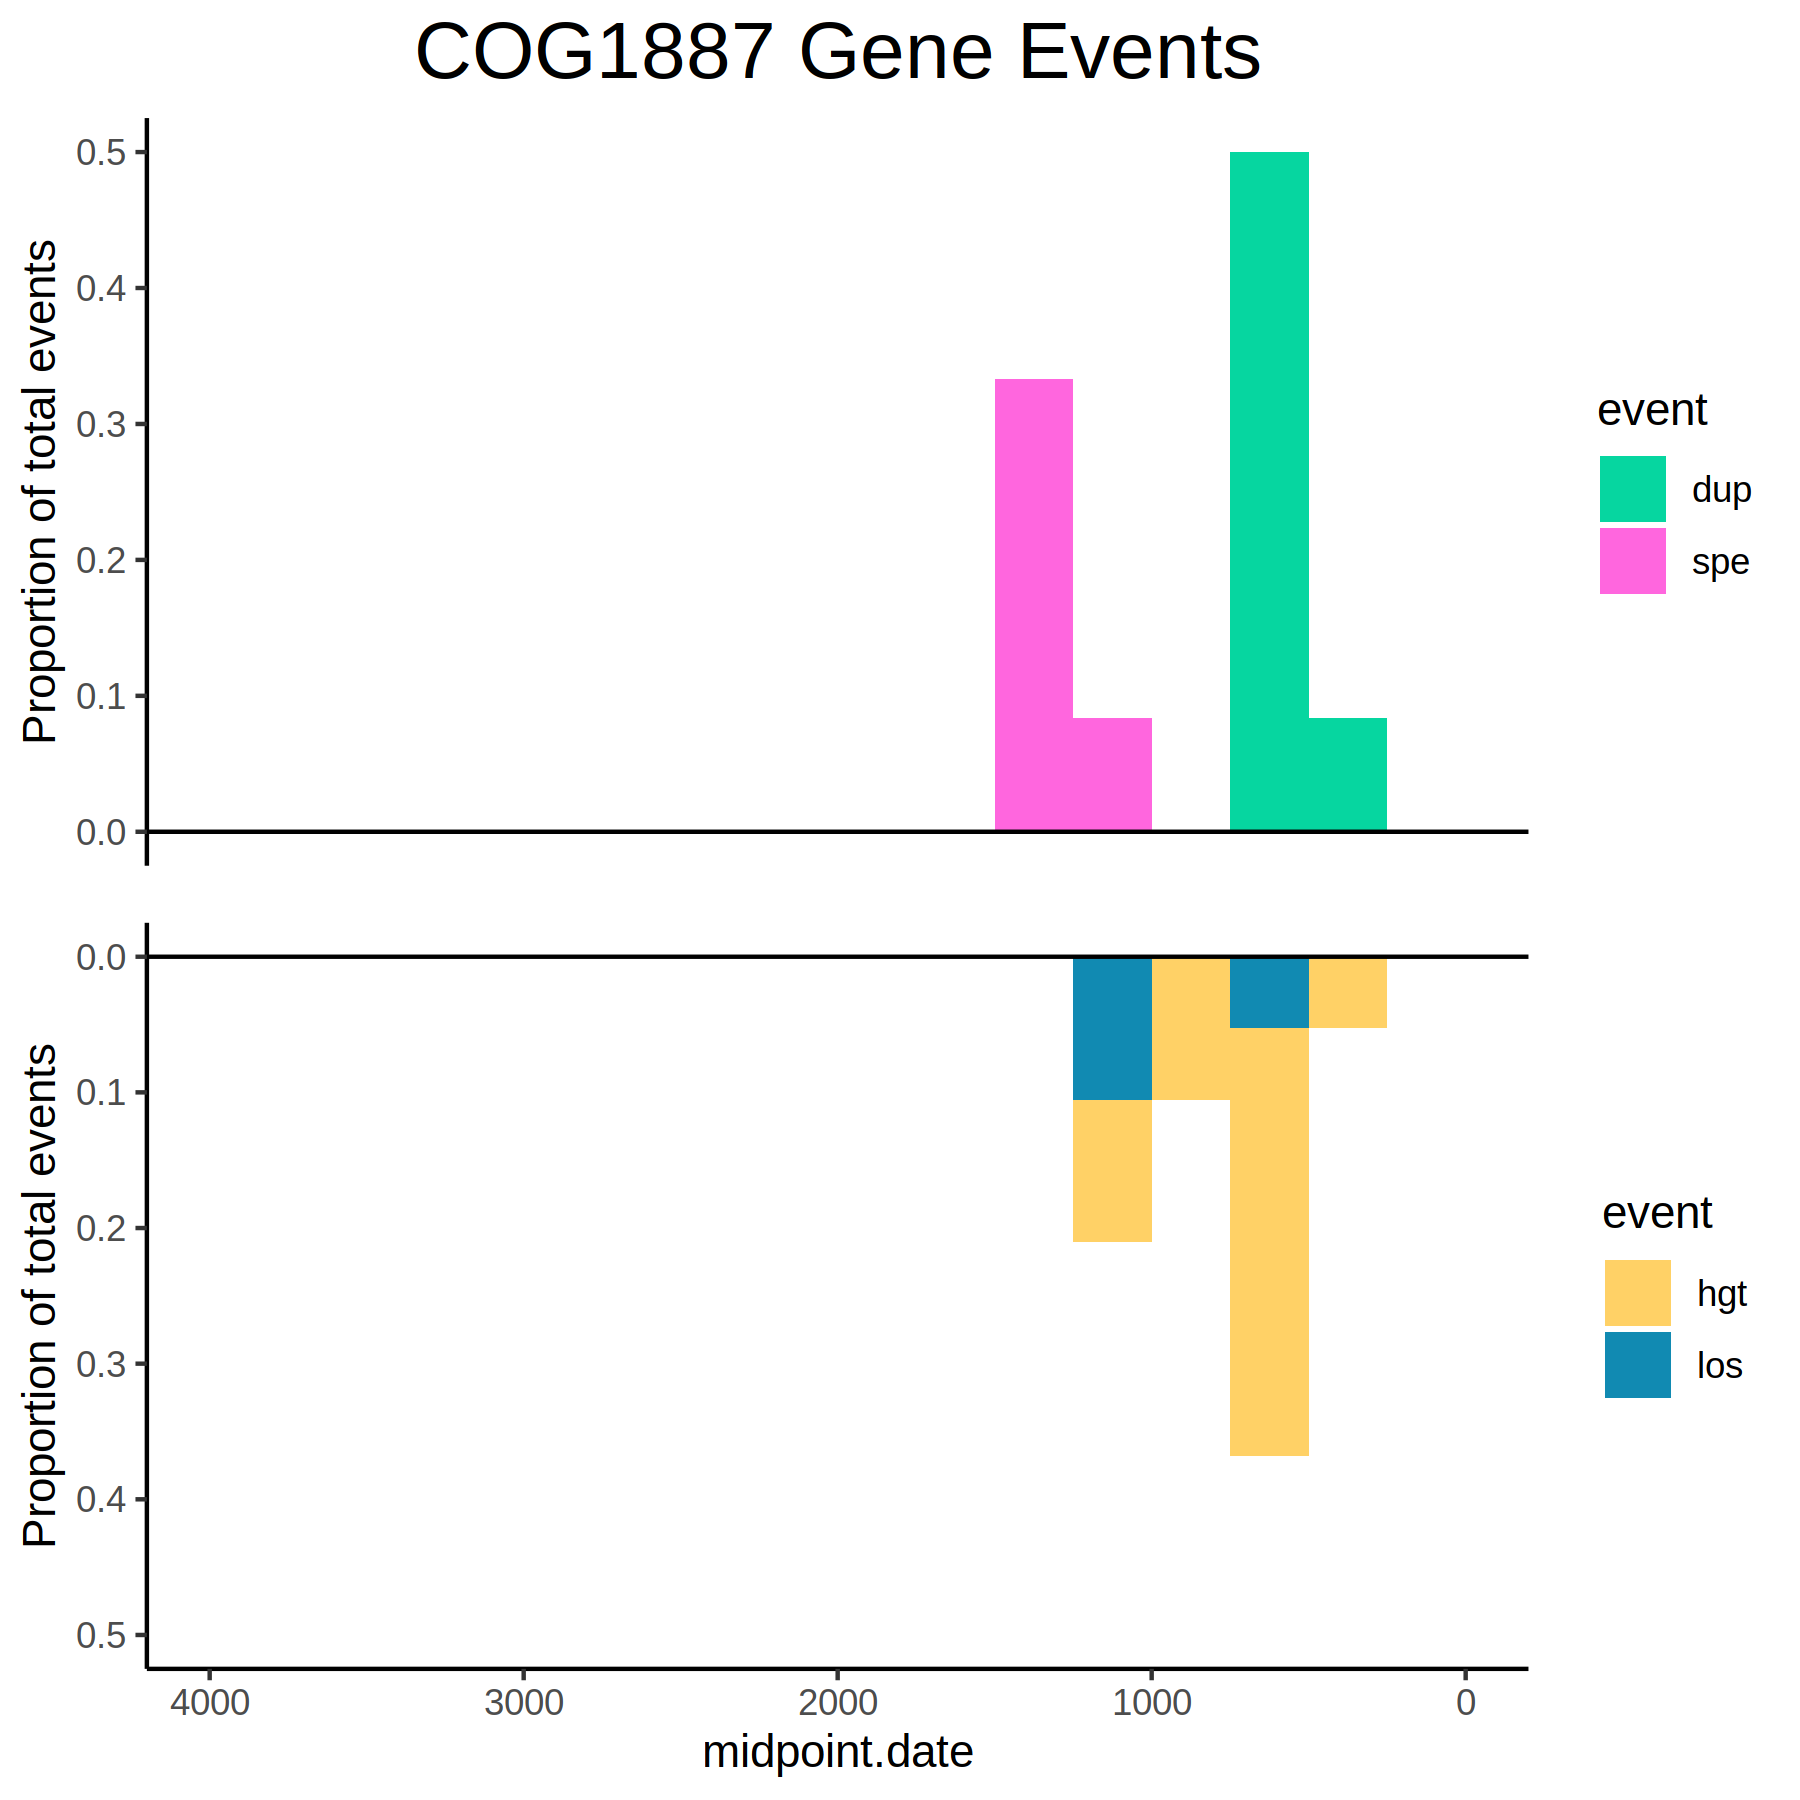 COG1887 Gene Events
Proportion of total events
0.5
0.4
0.3
0.2
0.1
0.0
event
dup
spe
Proportion of total events
0.0
0.1
0.2
0.3
0.4
0.5
event
hgt
los
4000 3000 2000 1000 0
midpoint.date